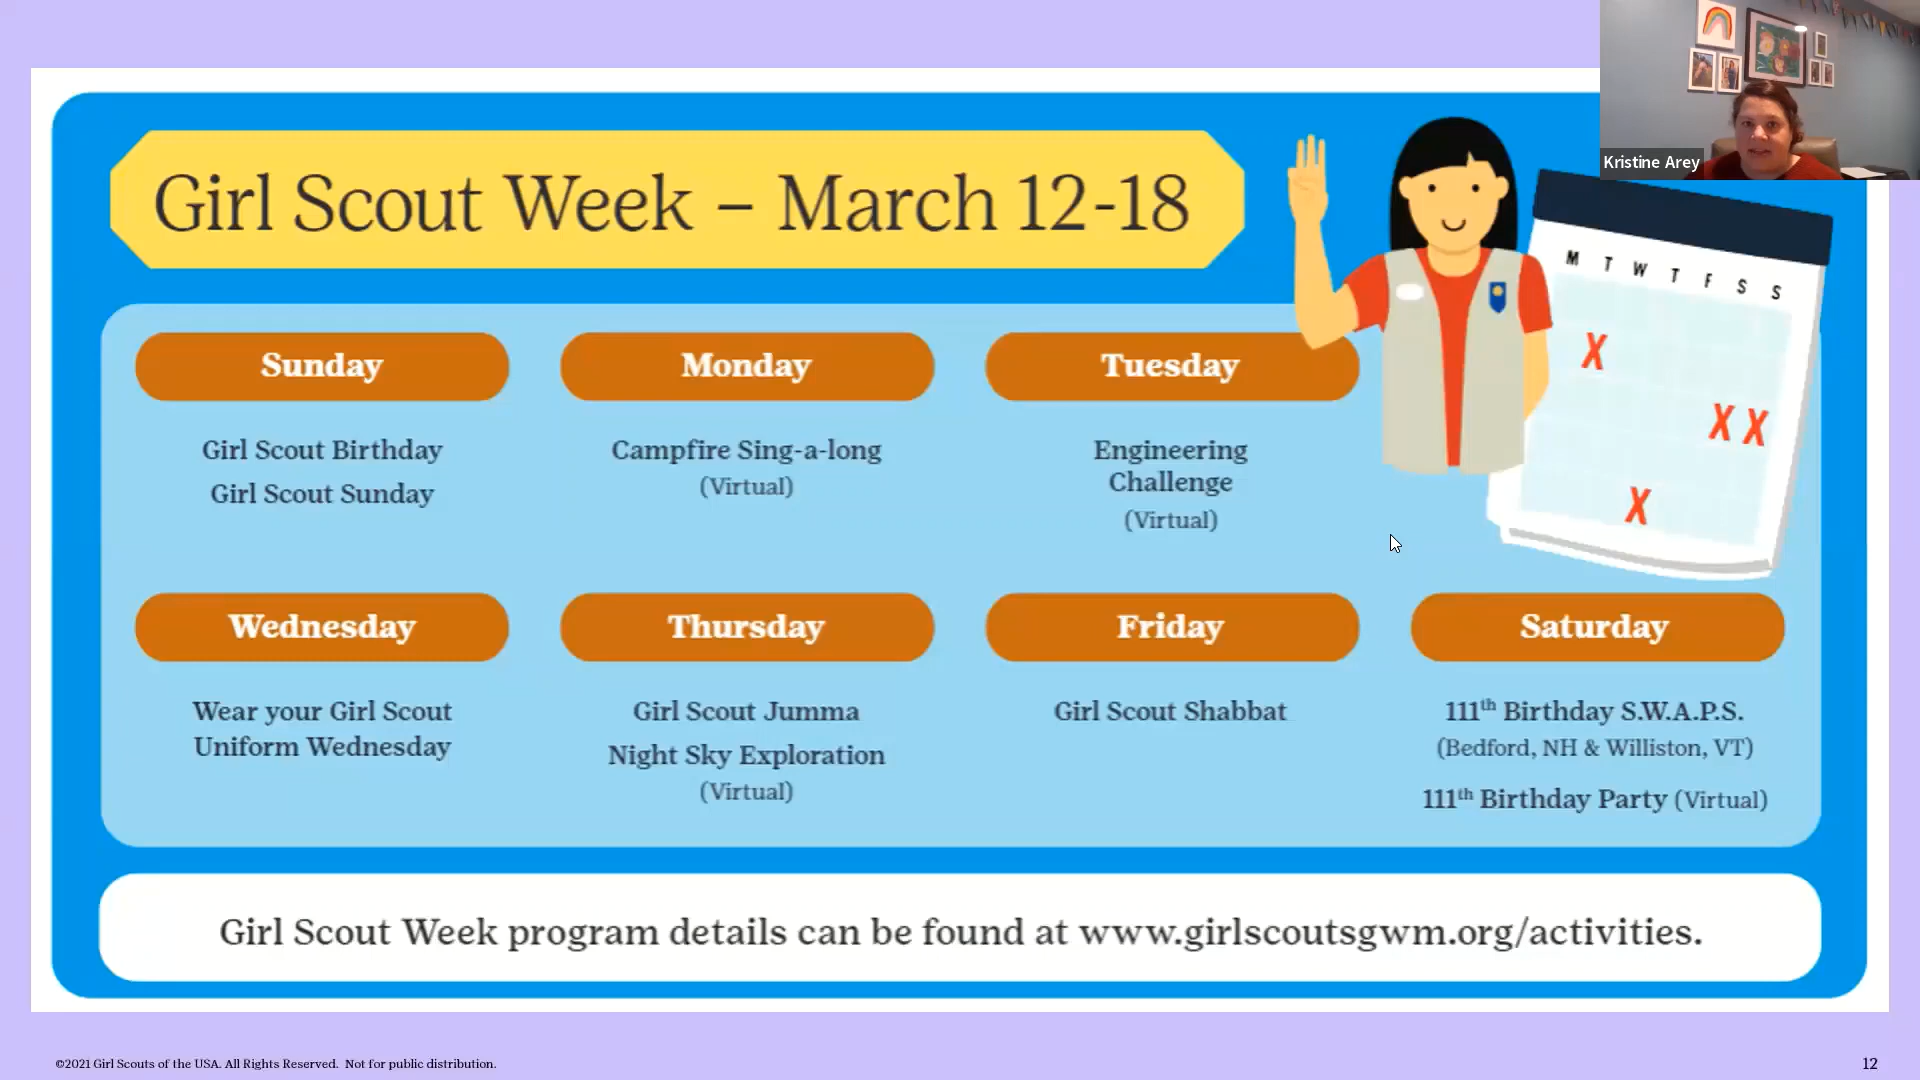 Kristine Arey
Girl Scout Week – March 12-18
M T W T F S S
X
X X
X
Sunday
Girl Scout Birthday
Girl Scout Sunday
Monday
Campfire Sing-a-long
(Virtual)
Tuesday
Engineering
Challenge
(Virtual)
Wednesday
Wear your Girl Scout
Uniform Wednesday
Thursday
Girl Scout Jumma
Night Sky Exploration
(Virtual)
Friday
Girl Scout Shabbat
Saturday
111th Birthday S.W.A.P.S.
(Bedford, NH & Williston, VT)
111th Birthday Party (Virtual)
Girl Scout Week program details can be found at www.girlscoutsgwm.org/activities.
©2021 Girl Scouts of the USA. All Rights Reserved. Not for public distribution.
12